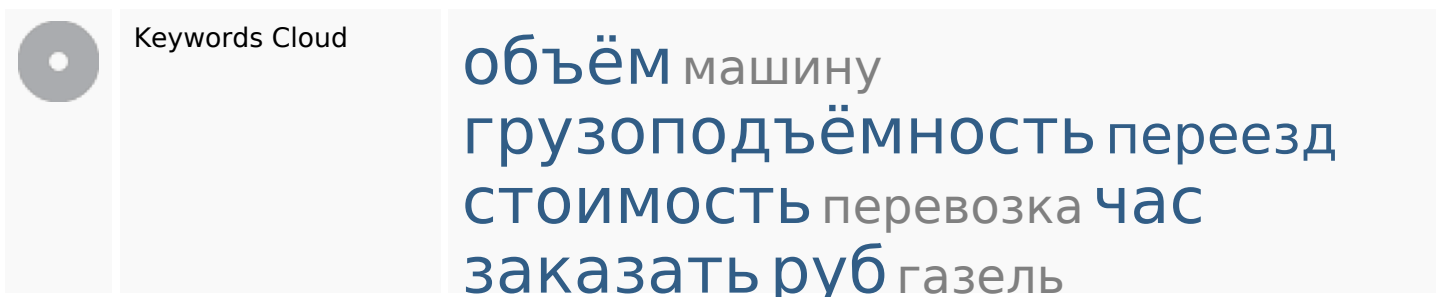 Keywords Cloud
объём машину
грузоподъёмность переезд
стоимость перевозка час
заказать руб газель